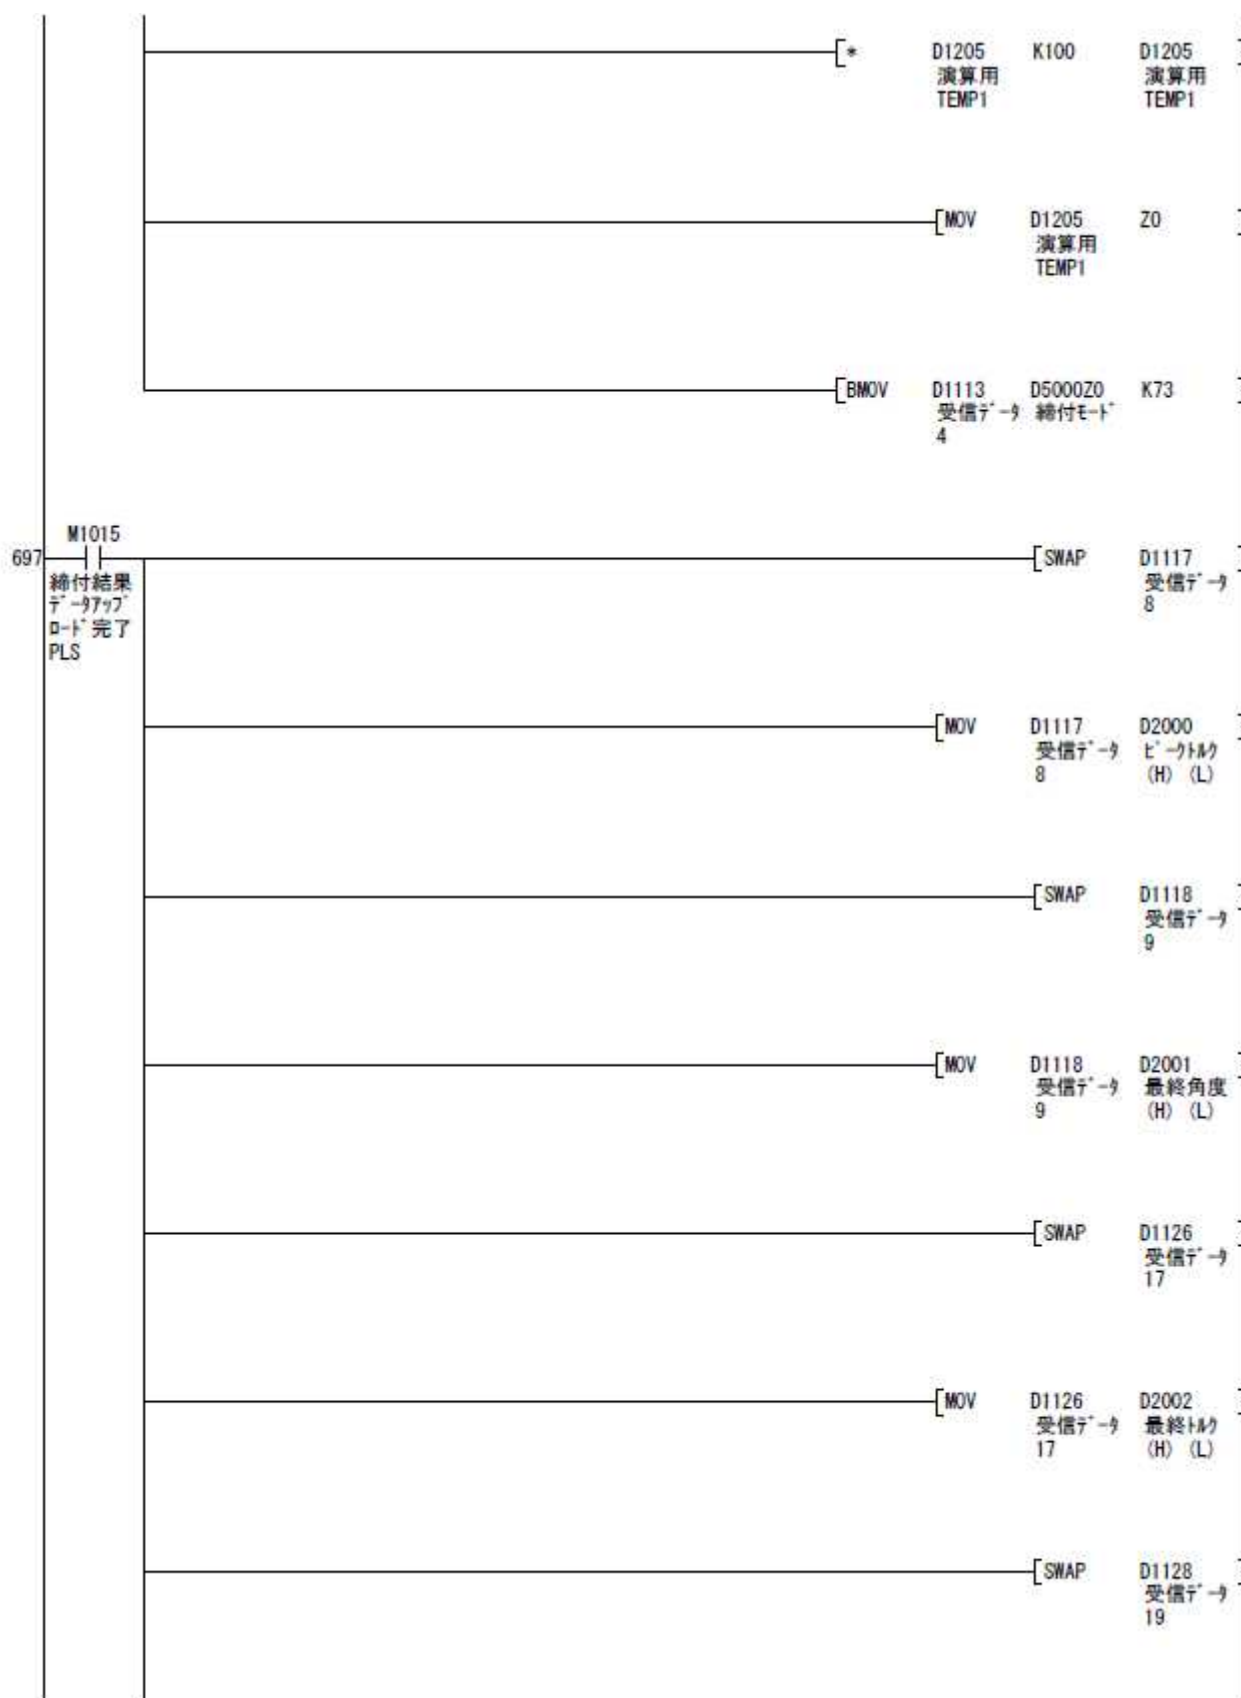 [* D1205 K100 D1205 ]
演算用 演算用
TEMP1 TEMP1
[MOV D1205 Z0 ]
演算用
TEMP1
[BMOV D1113 D5000Z0 K73 ]
受信ﾃﾞｰﾀ 締付ﾓｰﾄﾞ
4
M1015
697 [SWAP D1117 ]
締付結果 受信ﾃﾞｰﾀ
ﾃﾞｰﾀｱｯﾌﾟ 8
ﾛｰﾄﾞ完了
PLS
[MOV D1117 D2000 ]
受信ﾃﾞｰﾀ ﾋﾟｰｸﾄﾙｸ
8 (H) (L)
[SWAP D1118 ]
受信ﾃﾞｰﾀ
9
[MOV D1118 D2001 ]
受信ﾃﾞｰﾀ 最終角度
9 (H) (L)
[SWAP D1126 ]
受信ﾃﾞｰﾀ
17
[MOV D1126 D2002 ]
受信ﾃﾞｰﾀ 最終ﾄﾙｸ
17 (H) (L)
[SWAP D1128 ]
受信ﾃﾞｰﾀ
19